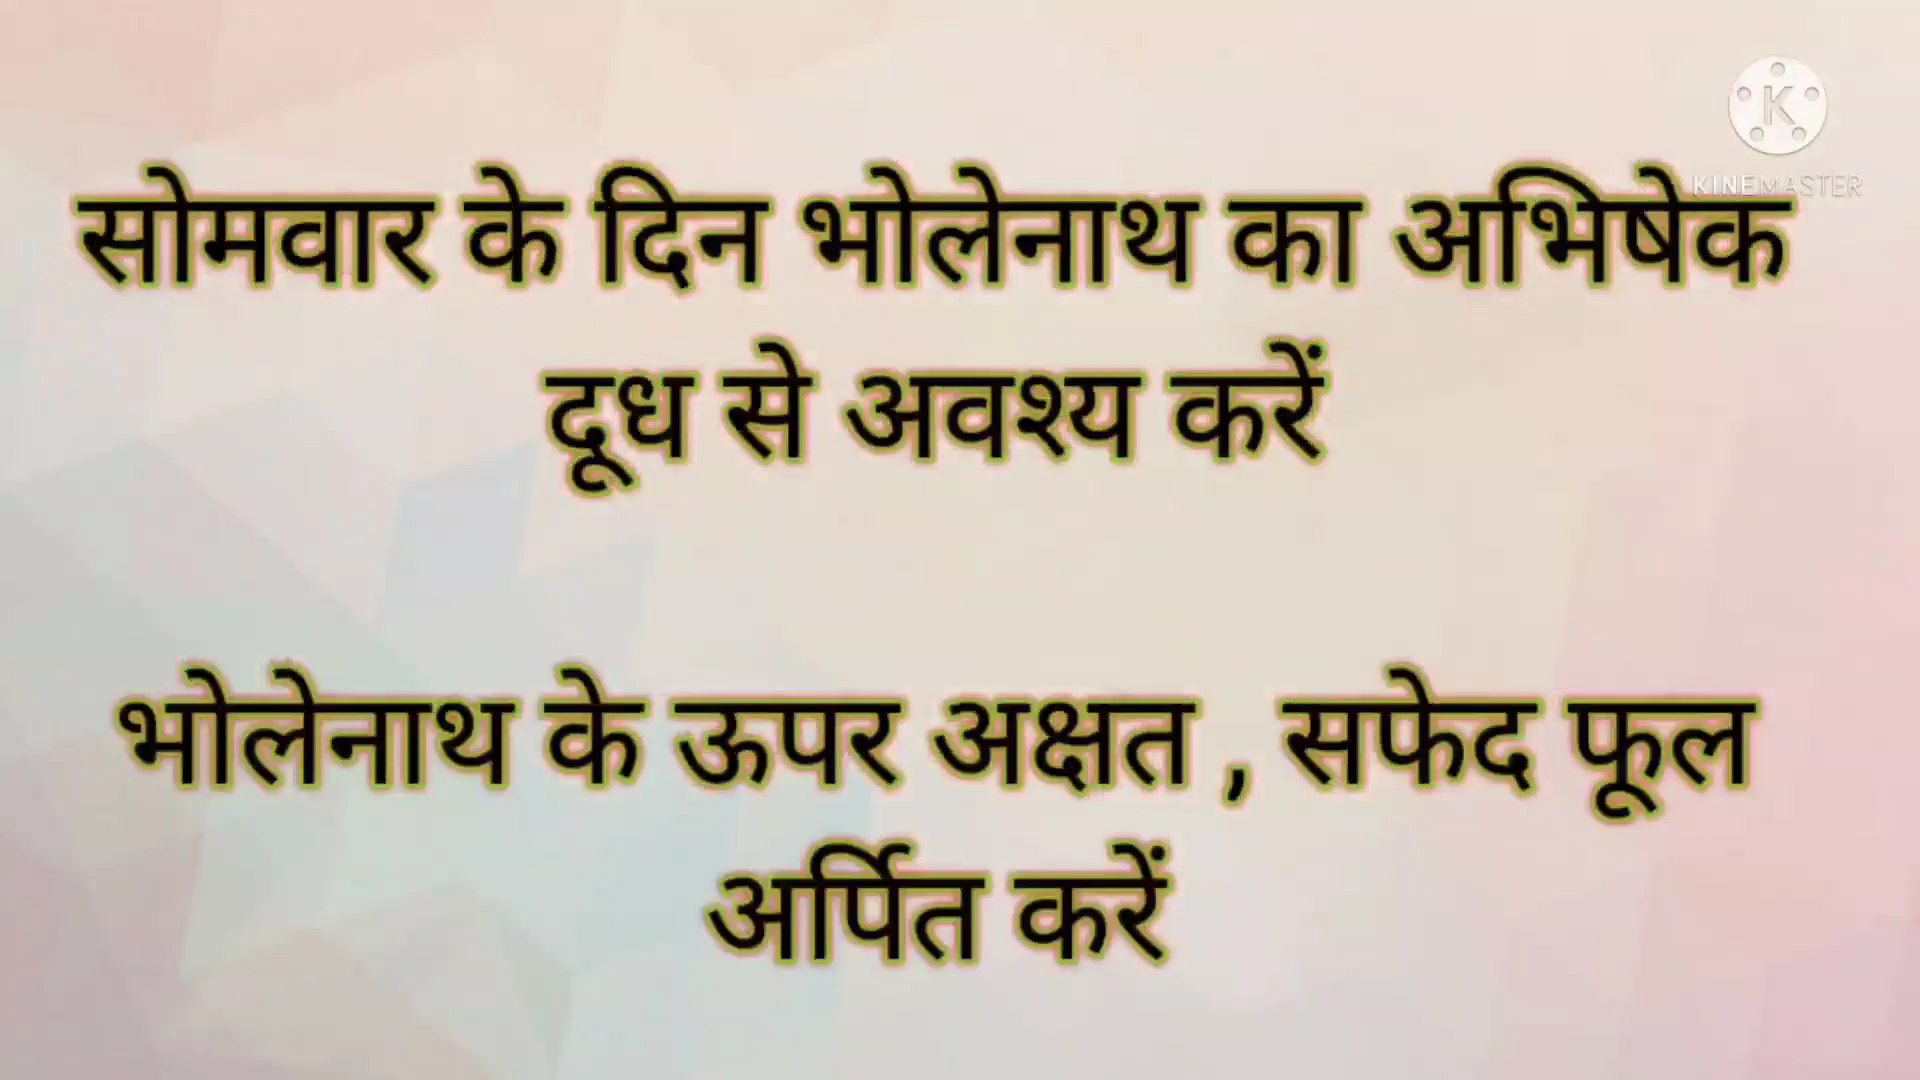 KINEMASTER
सोमवार के दिन भोलेनाथ का अभिषेक
दूध से अवश्य करें
भोलेनाथ के ऊपर अक्षत , सफेद फूल
अर्पित करें